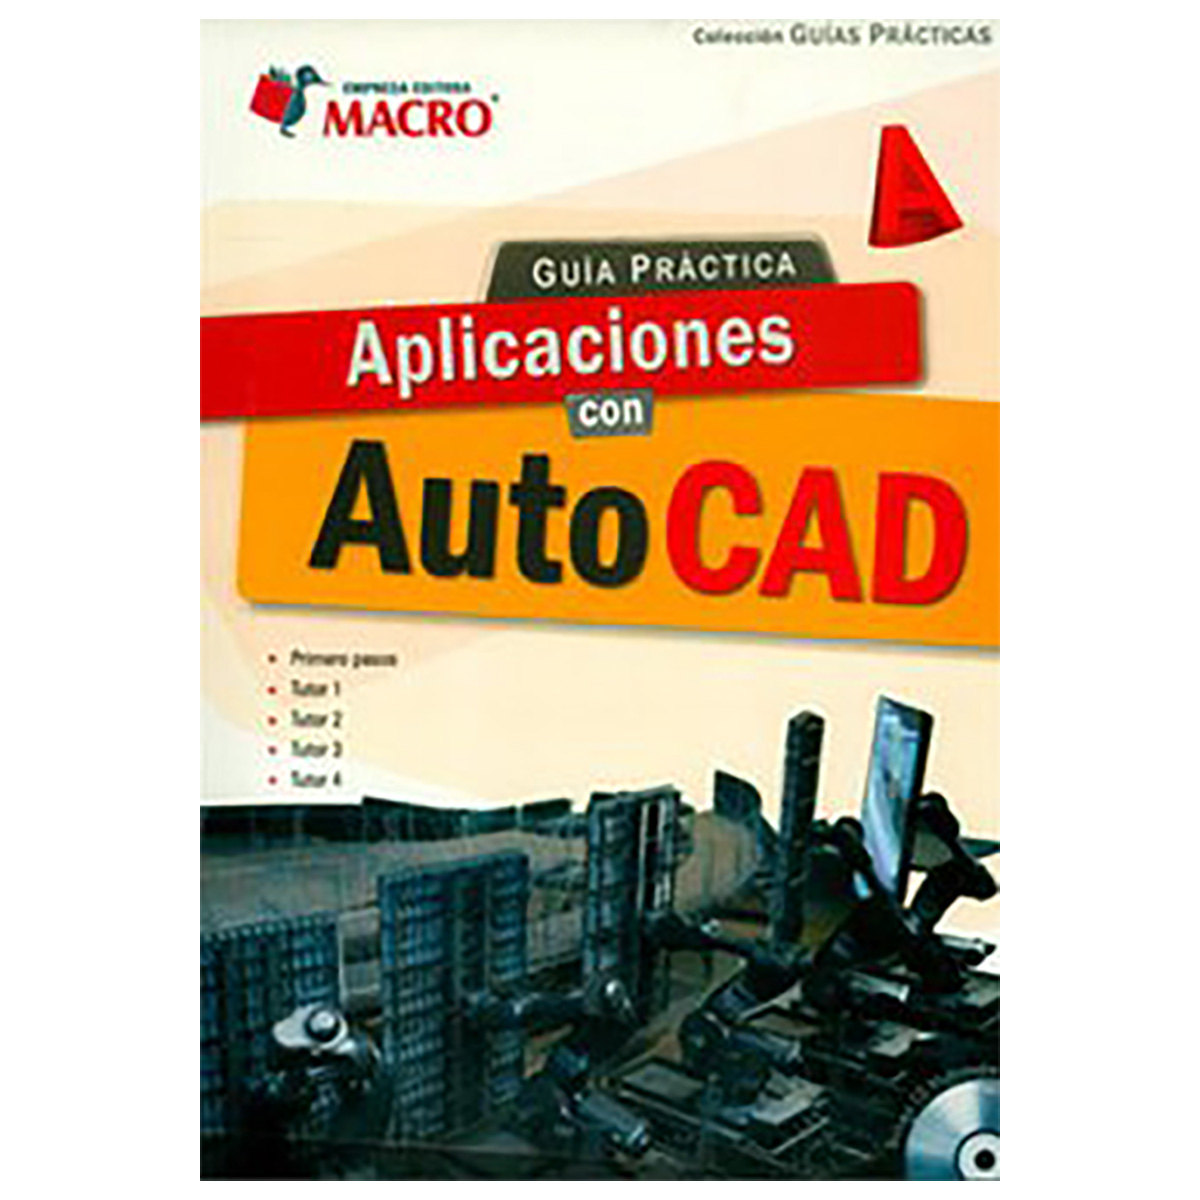 Colección GUÍAS PRÁCTICAS
EMPRESA EDITORA
MACRO
GUÍA PRÁCTICA
Aplicaciones
con
AutoCAD
• Primero pasos
• Tutor 1
• Tutor 2
• Tutor 3
• Tutor 4